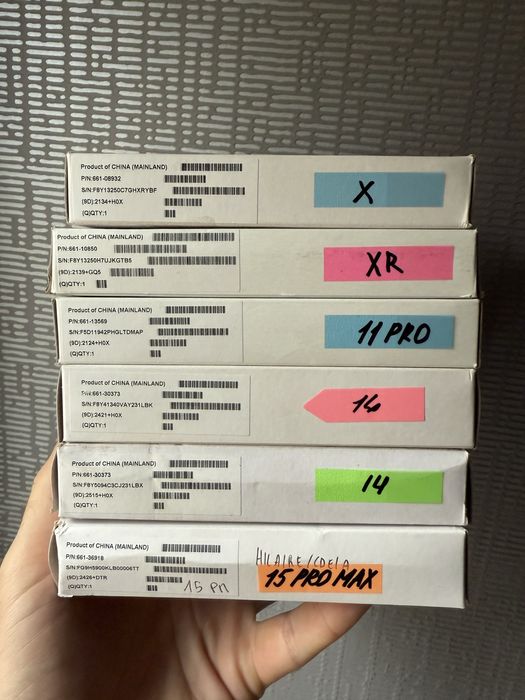 Product of CHINA (MAINLAND)
P/N:661-08932
S/N:F8Y13250C7GHXRYBF
(9D):2134+H0X
(Q)QTY:1
X
Product of CHINA (MAINLAND)
P/N:661-10850
S/N:F8Y13250H7UJKGTB5
(9D):2139+GQ5
(Q)QTY:1
XR
Product of CHINA (MAINLAND)
P/N:661-13569
S/N:F5D11942PHGLTDMAP
(9D):2124+H0X
(Q)QTY:1
11 PRO
Product of CHINA (MAINLAND)
P/N:661-30373
S/N:F8Y41340VAY231LBK
(9D):2421+H0X
(Q)QTY:1
14
Product of CHINA (MAINLAND)
P/N:661-30373
S/N:F8Y5094C3CJ231LBX
(9D):2515+H0X
(Q)QTY:1
14
Product of CHINA (MAINLAND)
P/N:661-36918
S/N:FQ9H5900KLB00006TT
(9D):2426+DTR
(Q)QTY:1
15 pn
HILAIRE/
15 PRO MAX